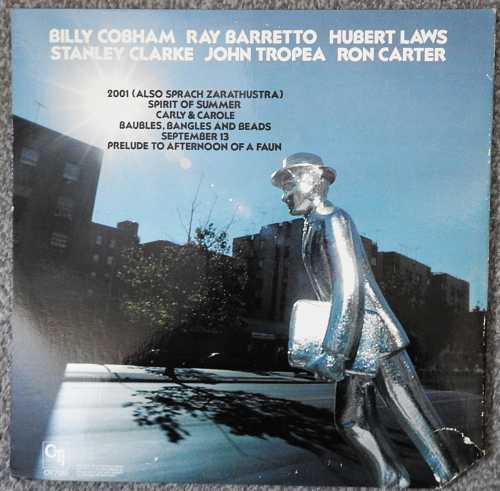 BILLY COBHAM RAY BARRETTO HUBERT LAWS
STANLEY CLARKE JOHN TROPEA RON CARTER
2001 (ALSO SPRACH ZARATHUSTRA)
SPIRIT OF SUMMER
CARLY & CAROLE
BAUBLES, BANGLES AND BEADS
SEPTEMBER 13
PRELUDE TO AFTERNOON OF A FAUN
CTI